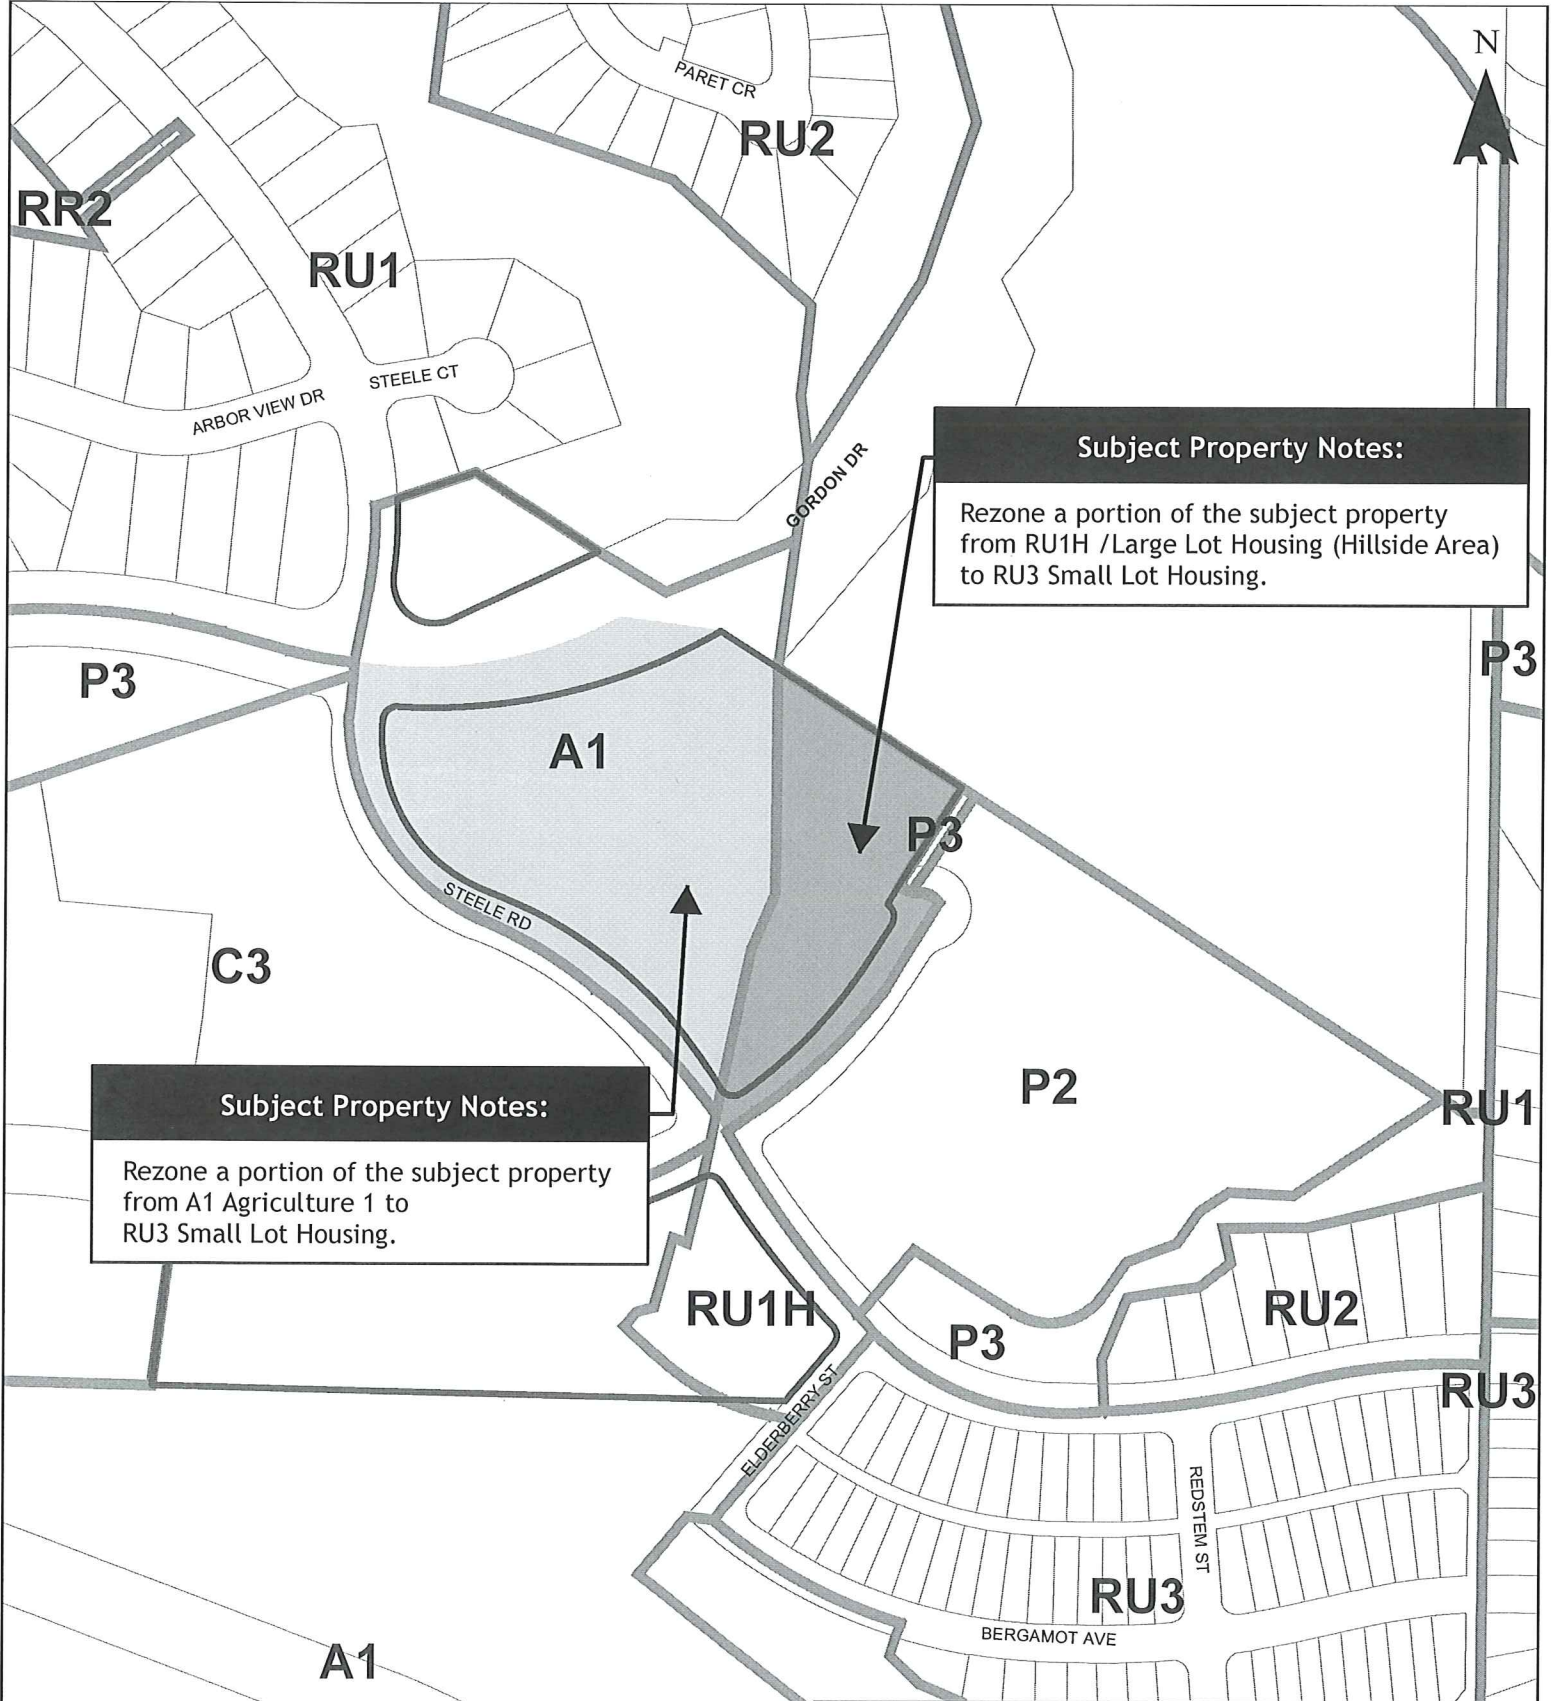 N
PARET CR
RU2
RR2
RU1
STEELE CT
ARBOR VIEW DR
GORDON DR
Subject Property Notes:
Rezone a portion of the subject property
from RU1H /Large Lot Housing (Hillside Area)
to RU3 Small Lot Housing.
P3
P3
A1
P3
STEELE RD
C3
P2
RU1
Subject Property Notes:
Rezone a portion of the subject property
from A1 Agriculture 1 to
RU3 Small Lot Housing.
RU1H
RU2
P3
RU3
ELDERBERRY ST
REDSTEM ST
RU3
BERGAMOT AVE
A1